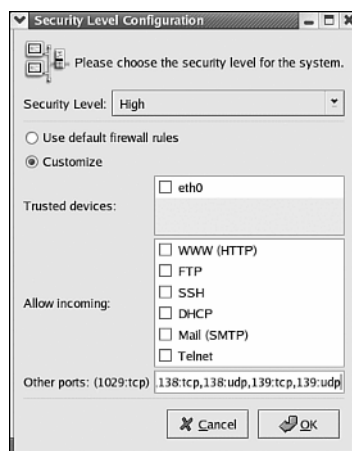 Security Level Configuration
Please choose the security level for the system.
Security Level: High
Use default firewall rules
Customize
Trusted devices:
eth0
Allow incoming:
WWW (HTTP)
FTP
SSH
DHCP
Mail (SMTP)
Telnet
Other ports: (1029:tcp) ,138:tcp,138:udp,139:tcp,139:udp
Cancel OK